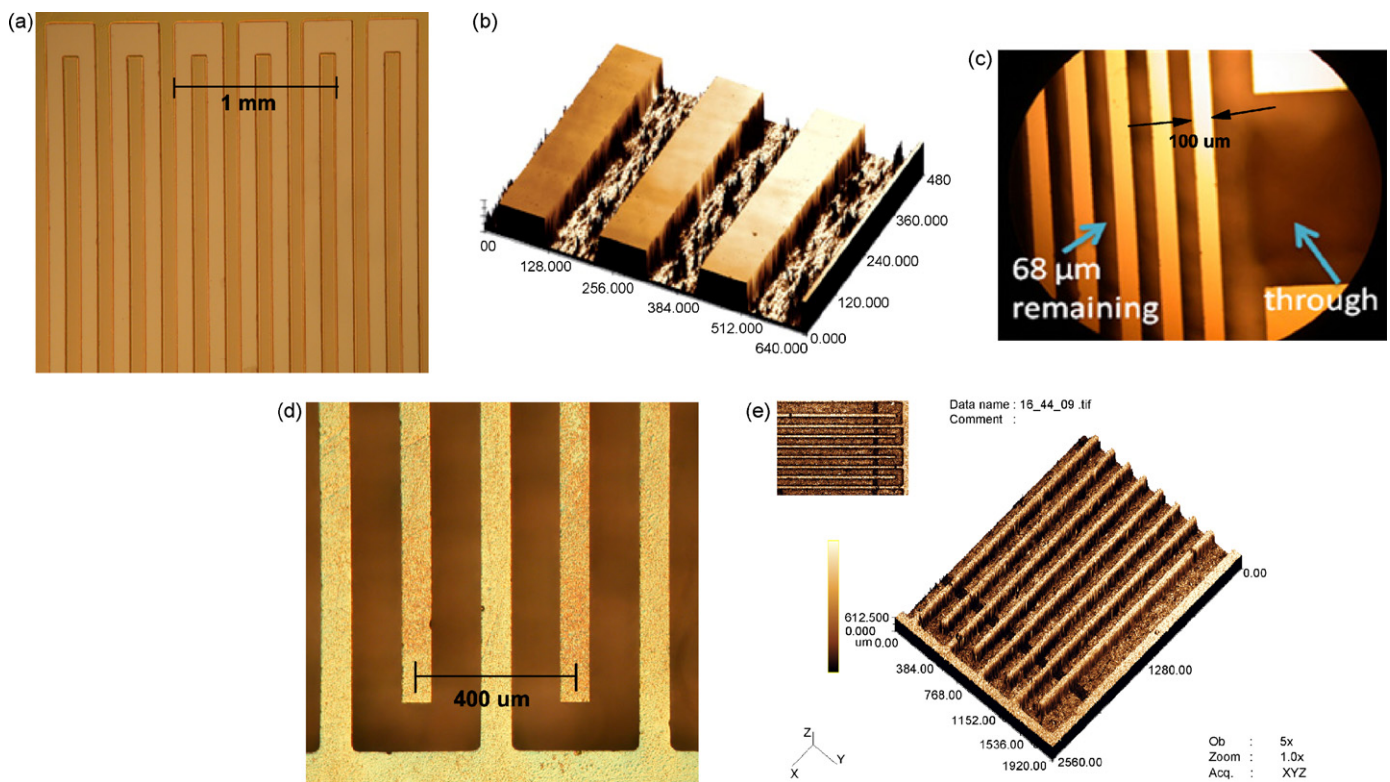 (a)
1 mm
(b)
480
360.000
240.000
120.000
0.000
00
128.000
256.000
384.000
512.000
640.000
(c)
100 um
68 µm
remaining
through
(d)
400 um
(e)
Data name : 16_44_09 .tif
Comment :
612.500
0.000
um
0.00
384.00
768.00
1152.00
1536.00
1920.00
2560.00
1280.00
0.00
Z
X
Y
Ob : 5x
Zoom : 1.0x
Acq. : XYZ